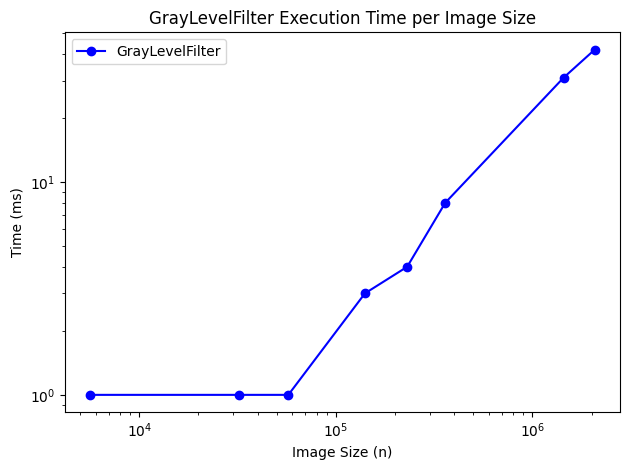 GrayLevelFilter Execution Time per Image Size
GrayLevelFilter
Time (ms)
10¹
10⁰
10⁴ 10⁵ 10⁶
Image Size (n)